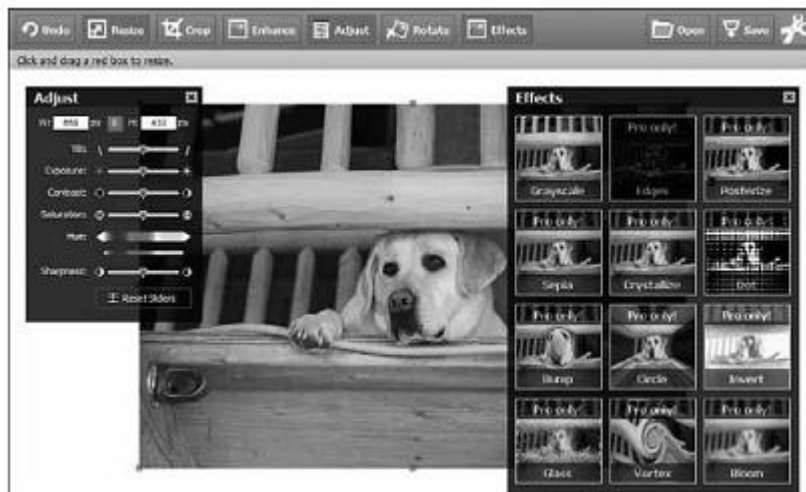 Undo Resize Crop Enhance Adjust Rotate Effects Open Save
Click and drag a red box to resize.
Adjust
W: px H: px
Tilt:
Exposure:
Contrast:
Saturation:
Hue:
Sharpness:
Reset Sliders
Effects
Grayscale
Pro only!
Edges
Pro only!
Posterize
Pro only!
Sepia
Pro only!
Crystallize
Pro only!
Dot
Pro only!
Bump
Pro only!
Circle
Pro only!
Invert
Pro only!
Glass
Pro only!
Vortex
Pro only!
Bloom